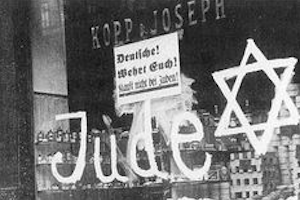 KOPP & JOSEPH
Deutsche!
Wehrt Euch!
Kauft nicht bei Juden!
Jude